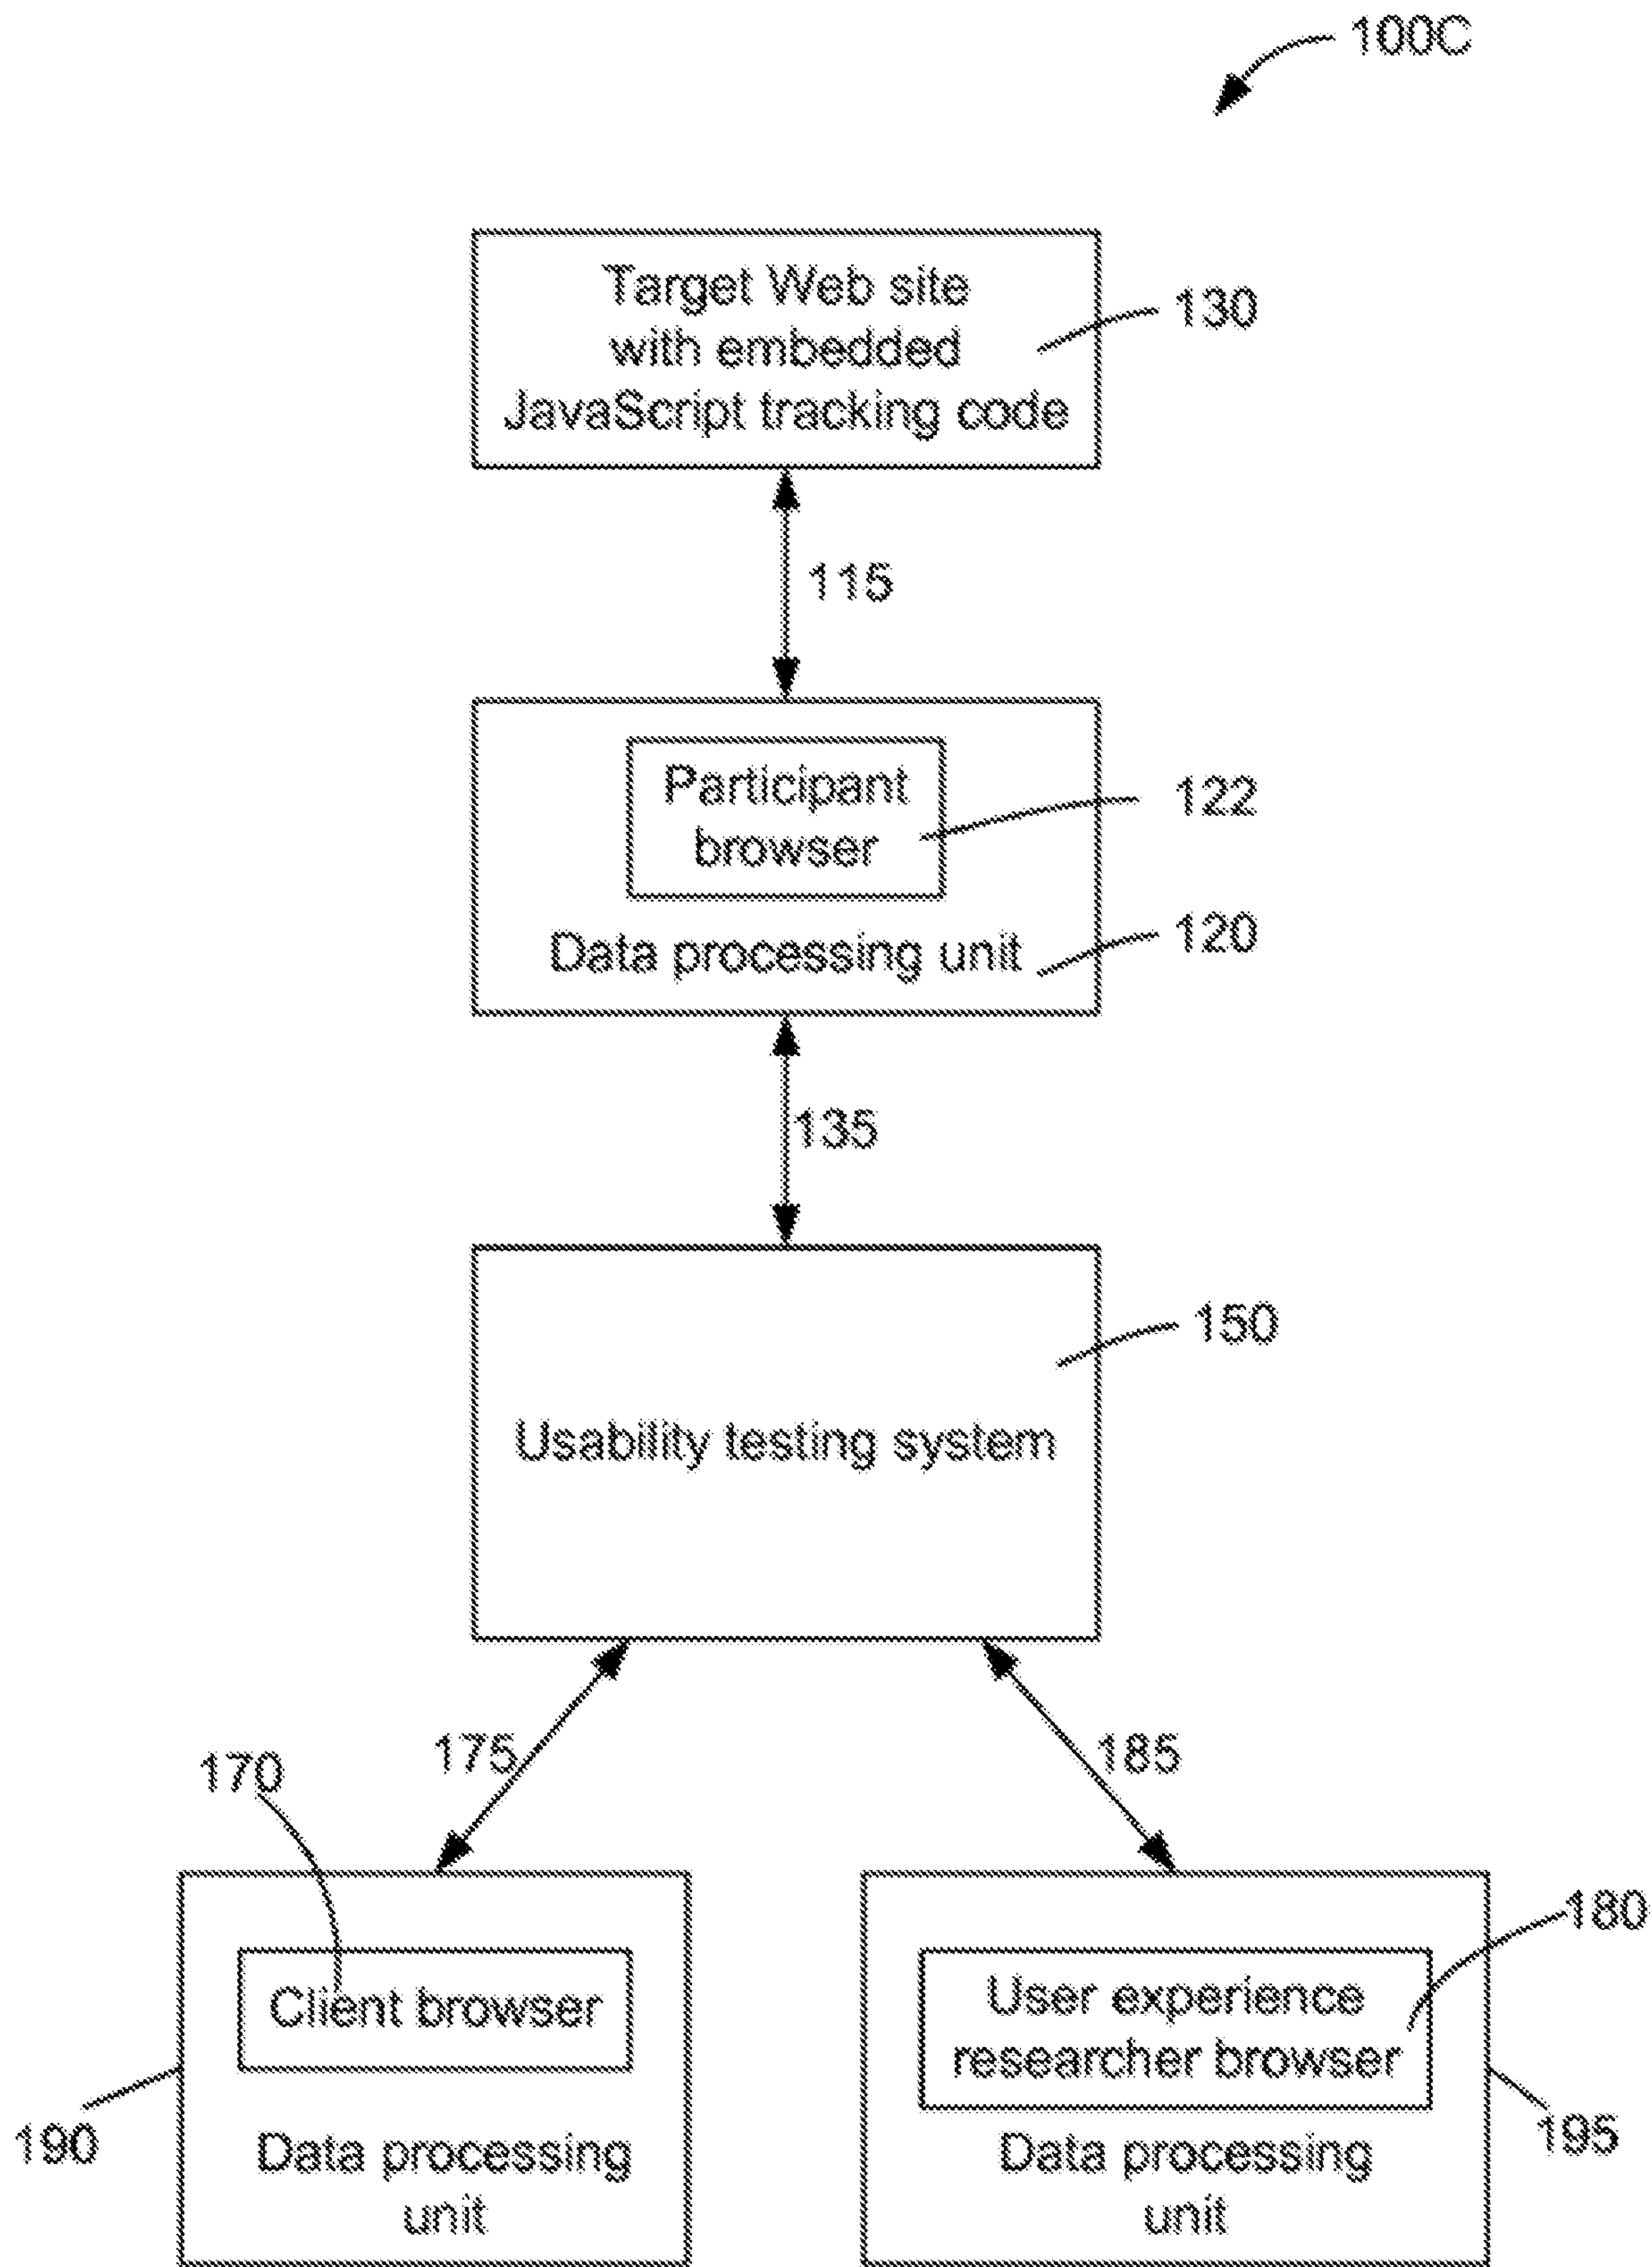 100C
Target Web site
with embedded
JavaScript tracking code
130
115
Participant
browser
122
Data processing unit
120
135
150
Usability testing system
175
185
170
180
Client browser
User experience
researcher browser
190
195
Data processing
unit
Data processing
unit